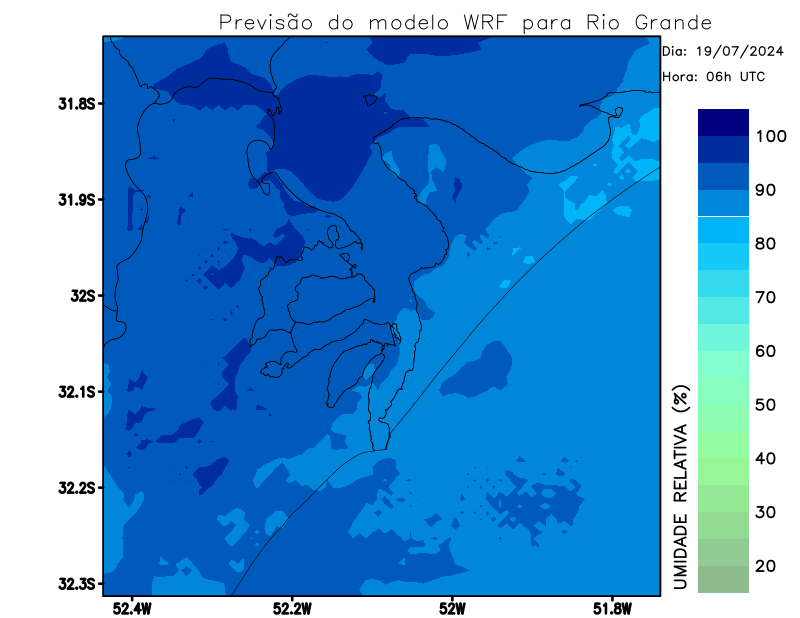 Previsão do modelo WRF para Rio Grande
Dia: 19/07/2024
Hora: 06h UTC
31.8S
31.9S
32S
32.1S
32.2S
32.3S
52.4W
52.2W
52W
51.8W
UMIDADE RELATIVA (%)
100
90
80
70
60
50
40
30
20